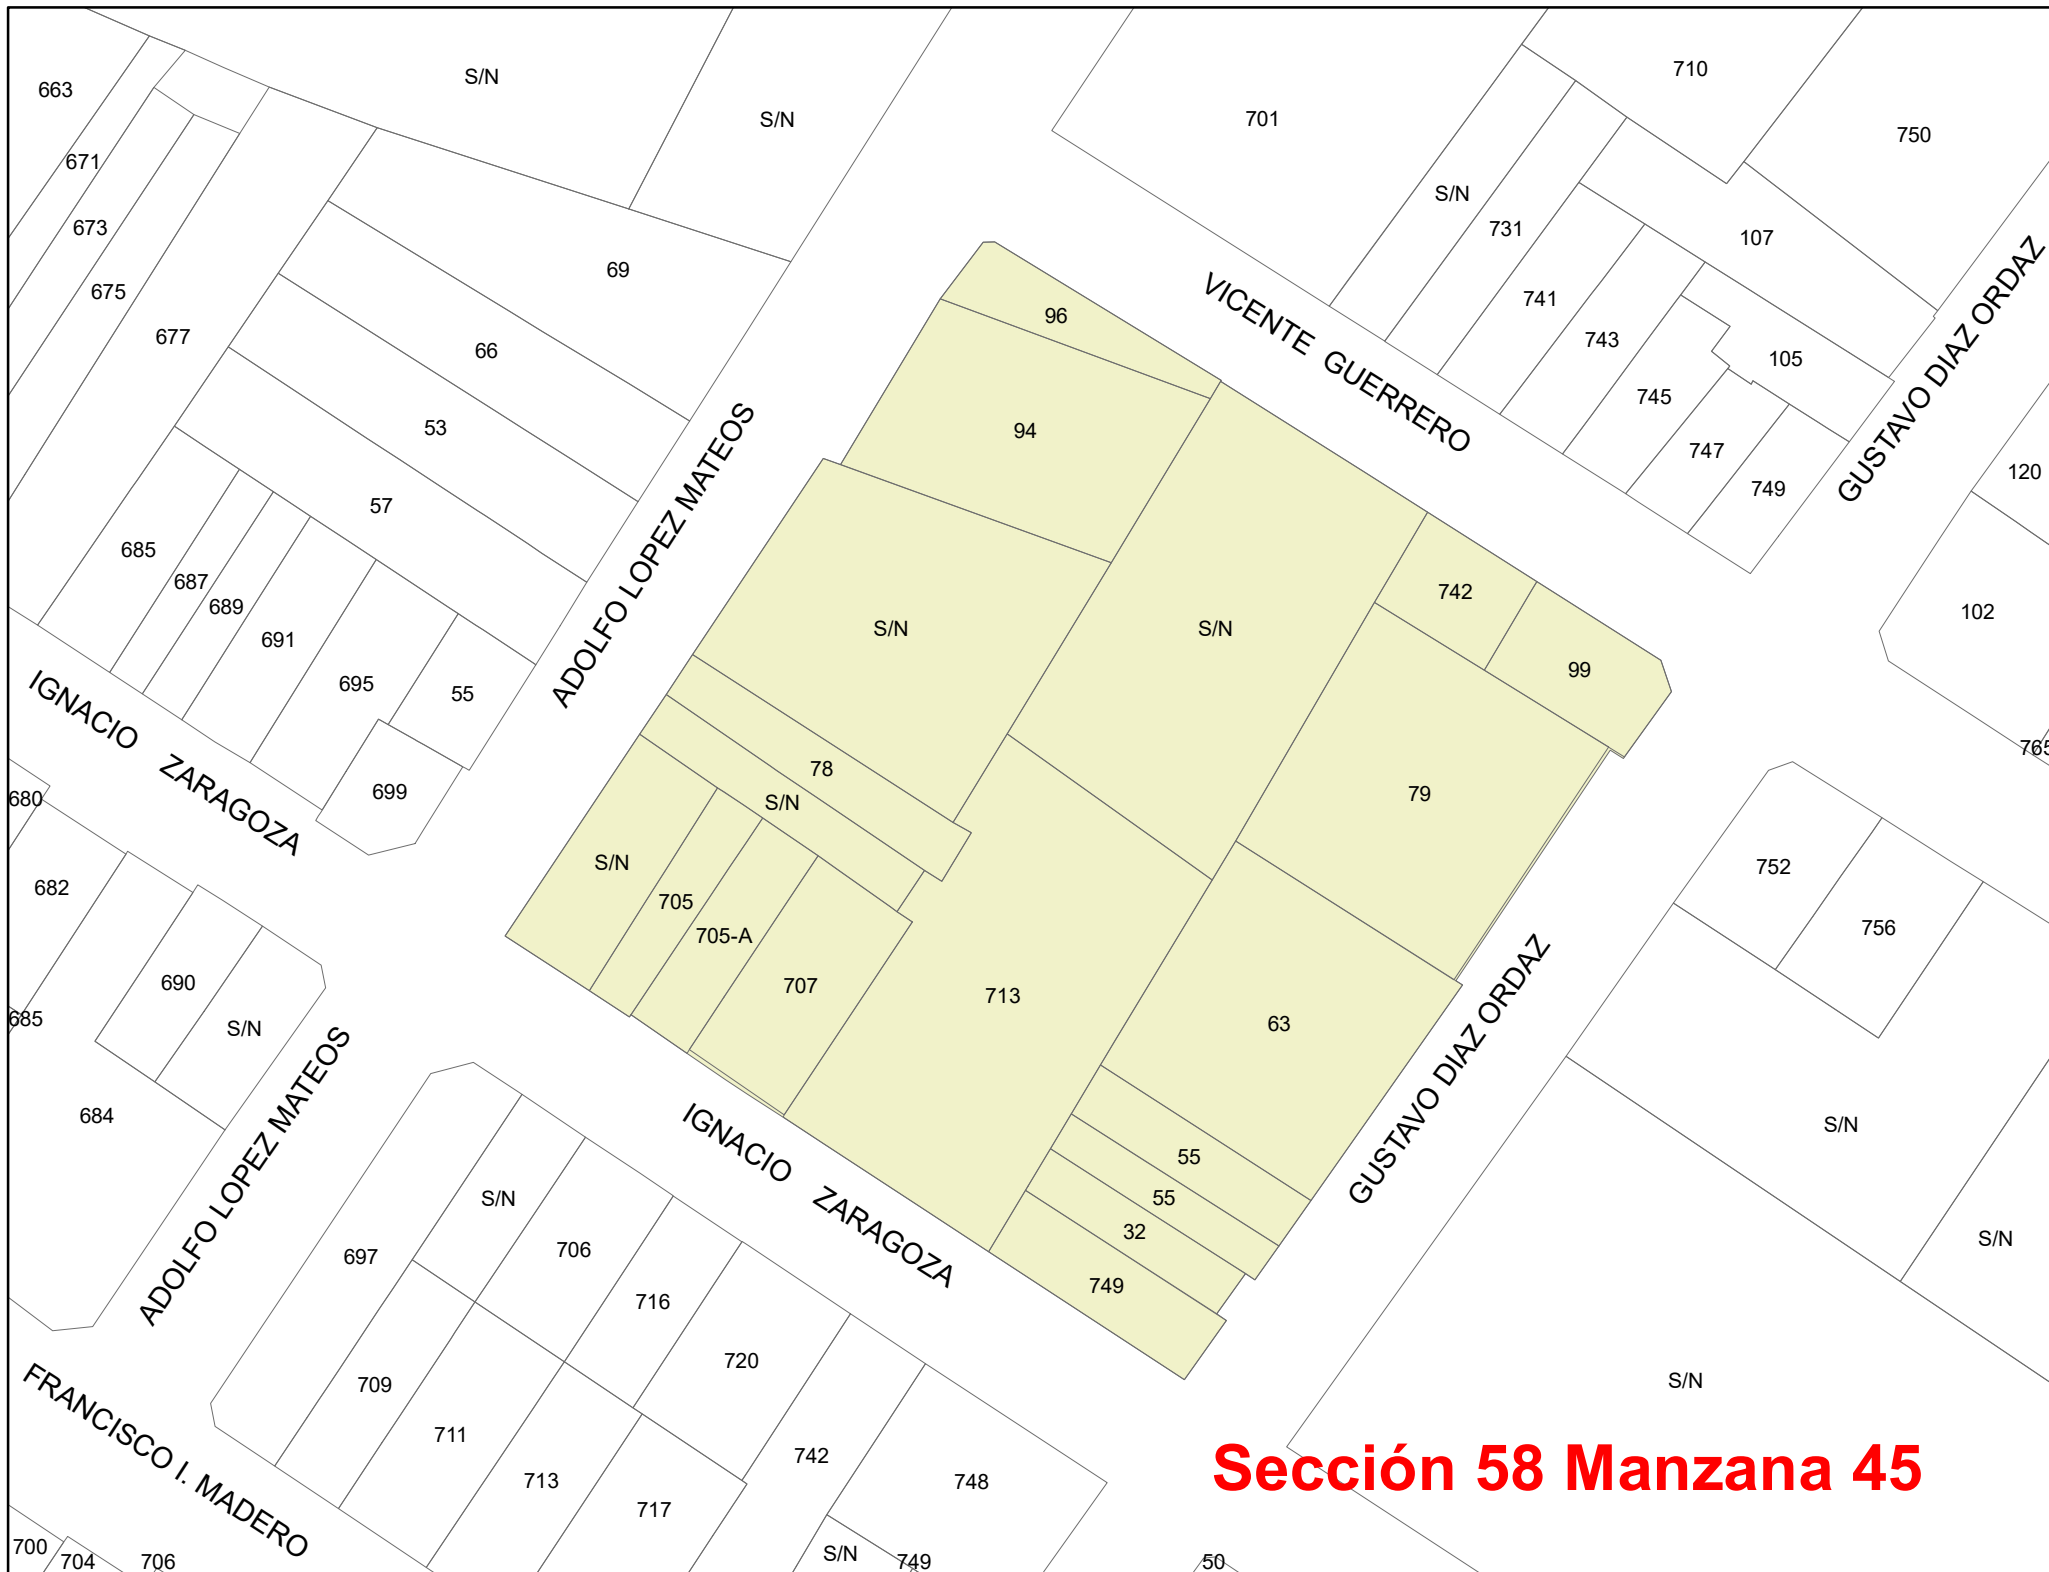 S/N
710
663
701
S/N
750
671
S/N
673
731
107
69
675
741
96
VICENTE GUERRERO
677
743
66
105
GUSTAVO DIAZ ORDAZ
745
53
94
747
120
749
57
ADOLFO LOPEZ MATEOS
685
687
742
689
102
S/N
S/N
691
99
695
55
IGNACIO ZARAGOZA
765
78
699
79
680
S/N
S/N
752
682
705
705-A
756
690
707
713
685
S/N
63
GUSTAVO DIAZ ORDAZ
684
S/N
ADOLFO LOPEZ MATEOS
IGNACIO ZARAGOZA
55
S/N
55
32
S/N
697
706
749
716
720
S/N
709
711
742
Sección 58 Manzana 45
FRANCISCO I. MADERO
713
748
717
700
704
706
S/N
749
50